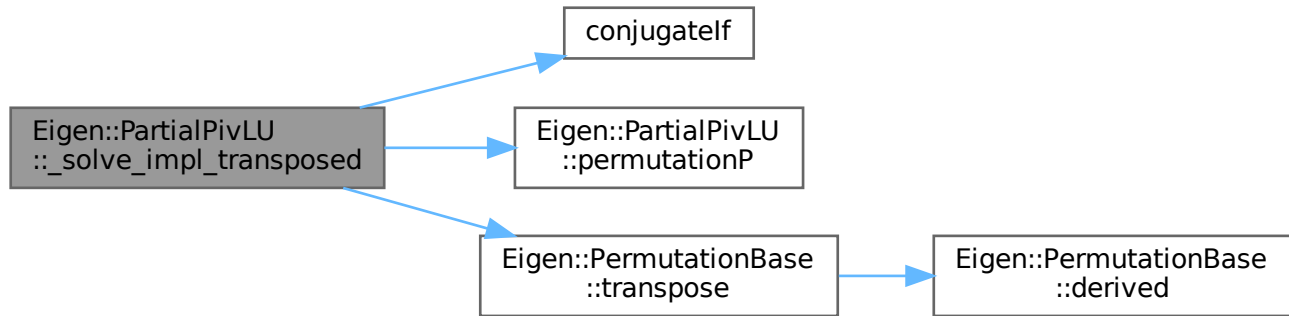 conjugateIf
Eigen::PartialPivLU
::_solve_impl_transposed
Eigen::PartialPivLU
::permutationP
Eigen::PermutationBase
::transpose
Eigen::PermutationBase
::derived